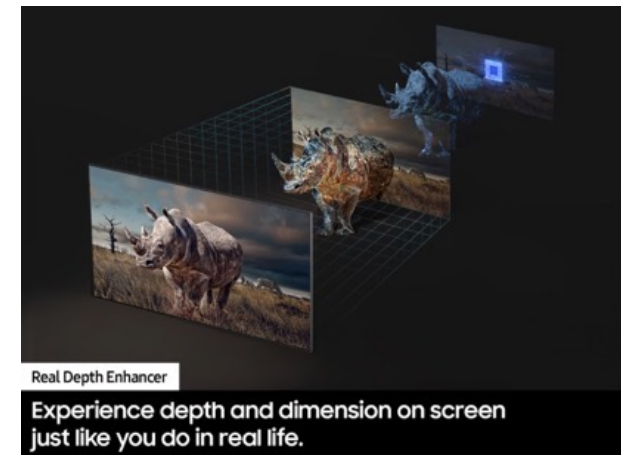 Real Depth Enhancer
Experience depth and dimension on screen
just like you do in real life.